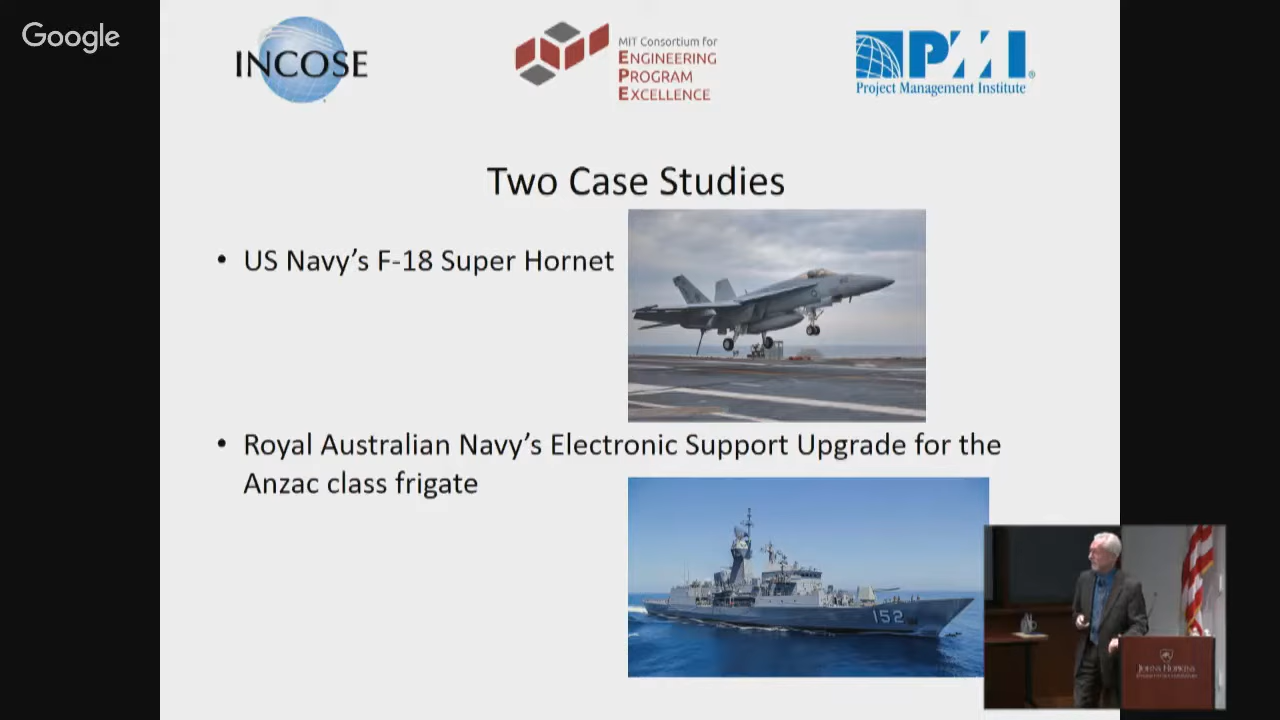 Google
INCOSE
MIT Consortium for
ENGINEERING
PROGRAM
EXCELLENCE
PMI
Project Management Institute
Two Case Studies
• US Navy's F-18 Super Hornet
• Royal Australian Navy's Electronic Support Upgrade for the
Anzac class frigate
152
JOHNS HOPKINS